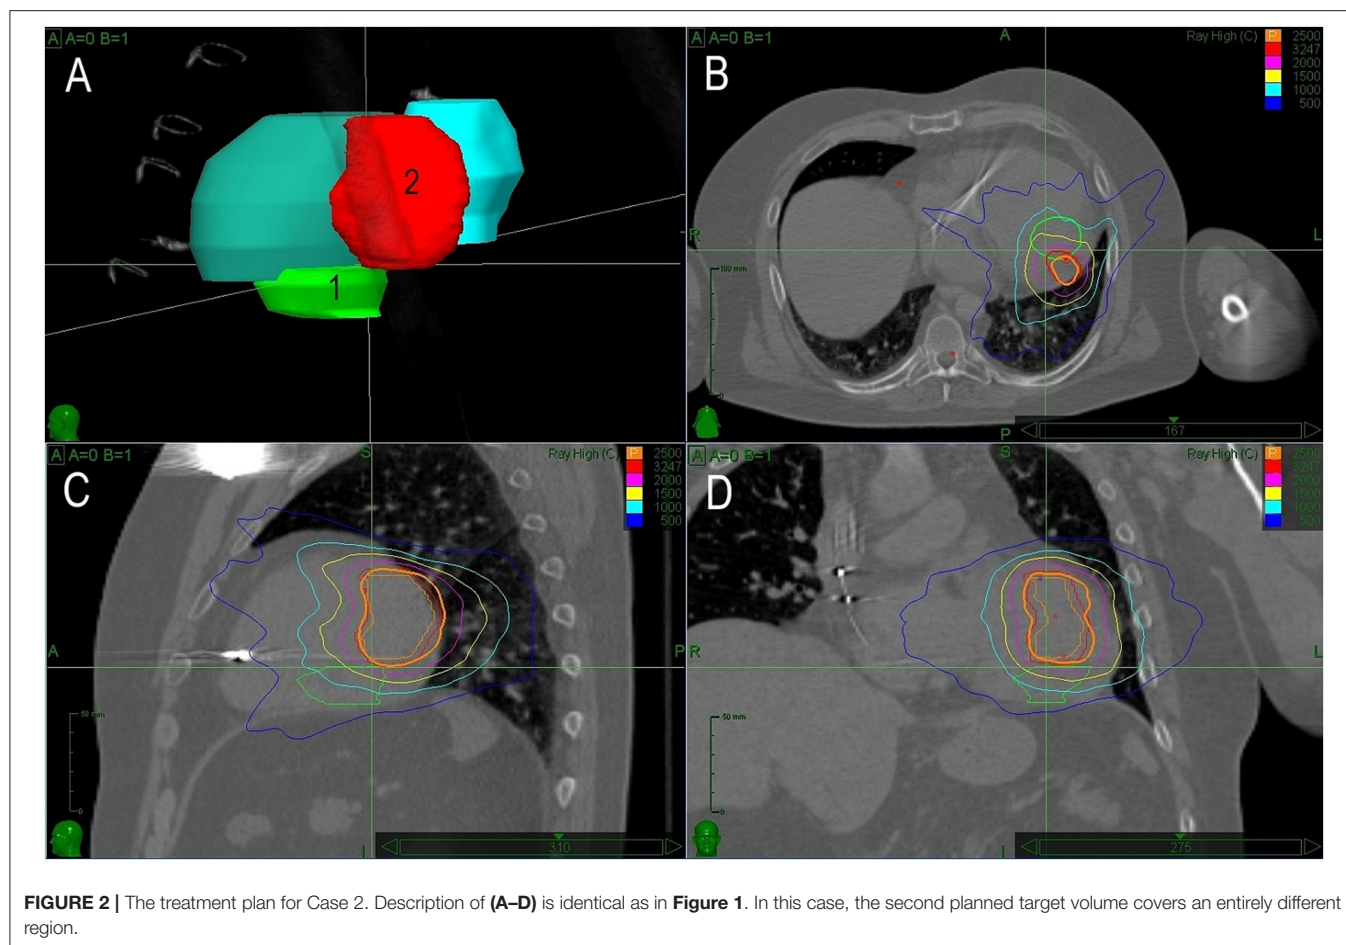 A A=0 B=1
A
2
1
A A=0 B=1
A
Ray High (C)
B
P 2500
3247
2000
1500
1000
500
R
L
100 mm
0
P
167
A A=0 B=1
S
Ray High (C)
C
P 2500
3247
2000
1500
1000
500
A
P
50 mm
0
I
310
A A=0 B=1
S
Ray High (C)
D
P 2500
3247
2000
1500
1000
500
R
L
50 mm
0
I
275
FIGURE 2 | The treatment plan for Case 2. Description of (A–D) is identical as in Figure 1. In this case, the second planned target volume covers an entirely different
region.